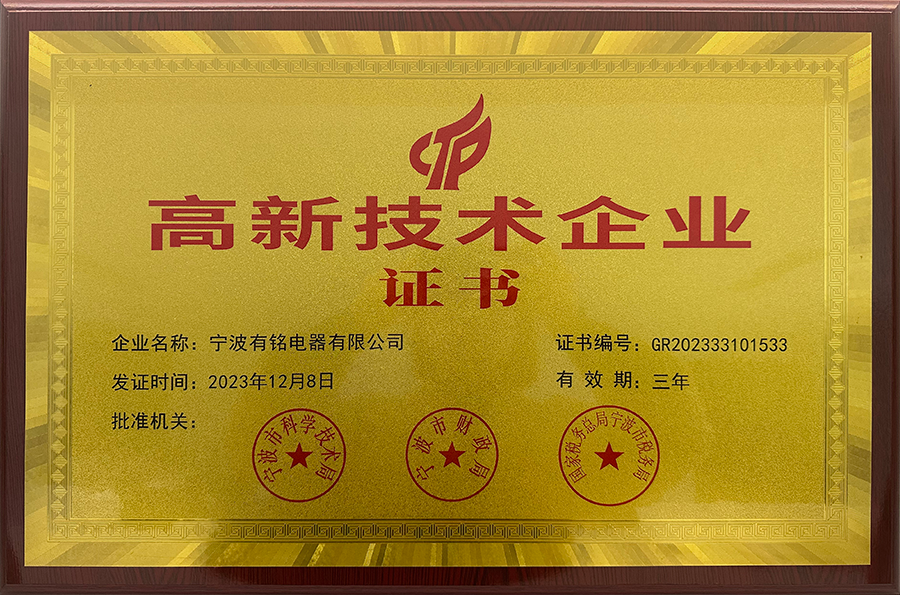 CTP
高新技术企业
证书
企业名称：宁波有铭电器有限公司
证书编号：GR202333101533
发证时间：2023年12月8日
有 效 期：三年
批准机关：
宁波市科学技术局
宁波市财政局
国家税务总局宁波市税务局